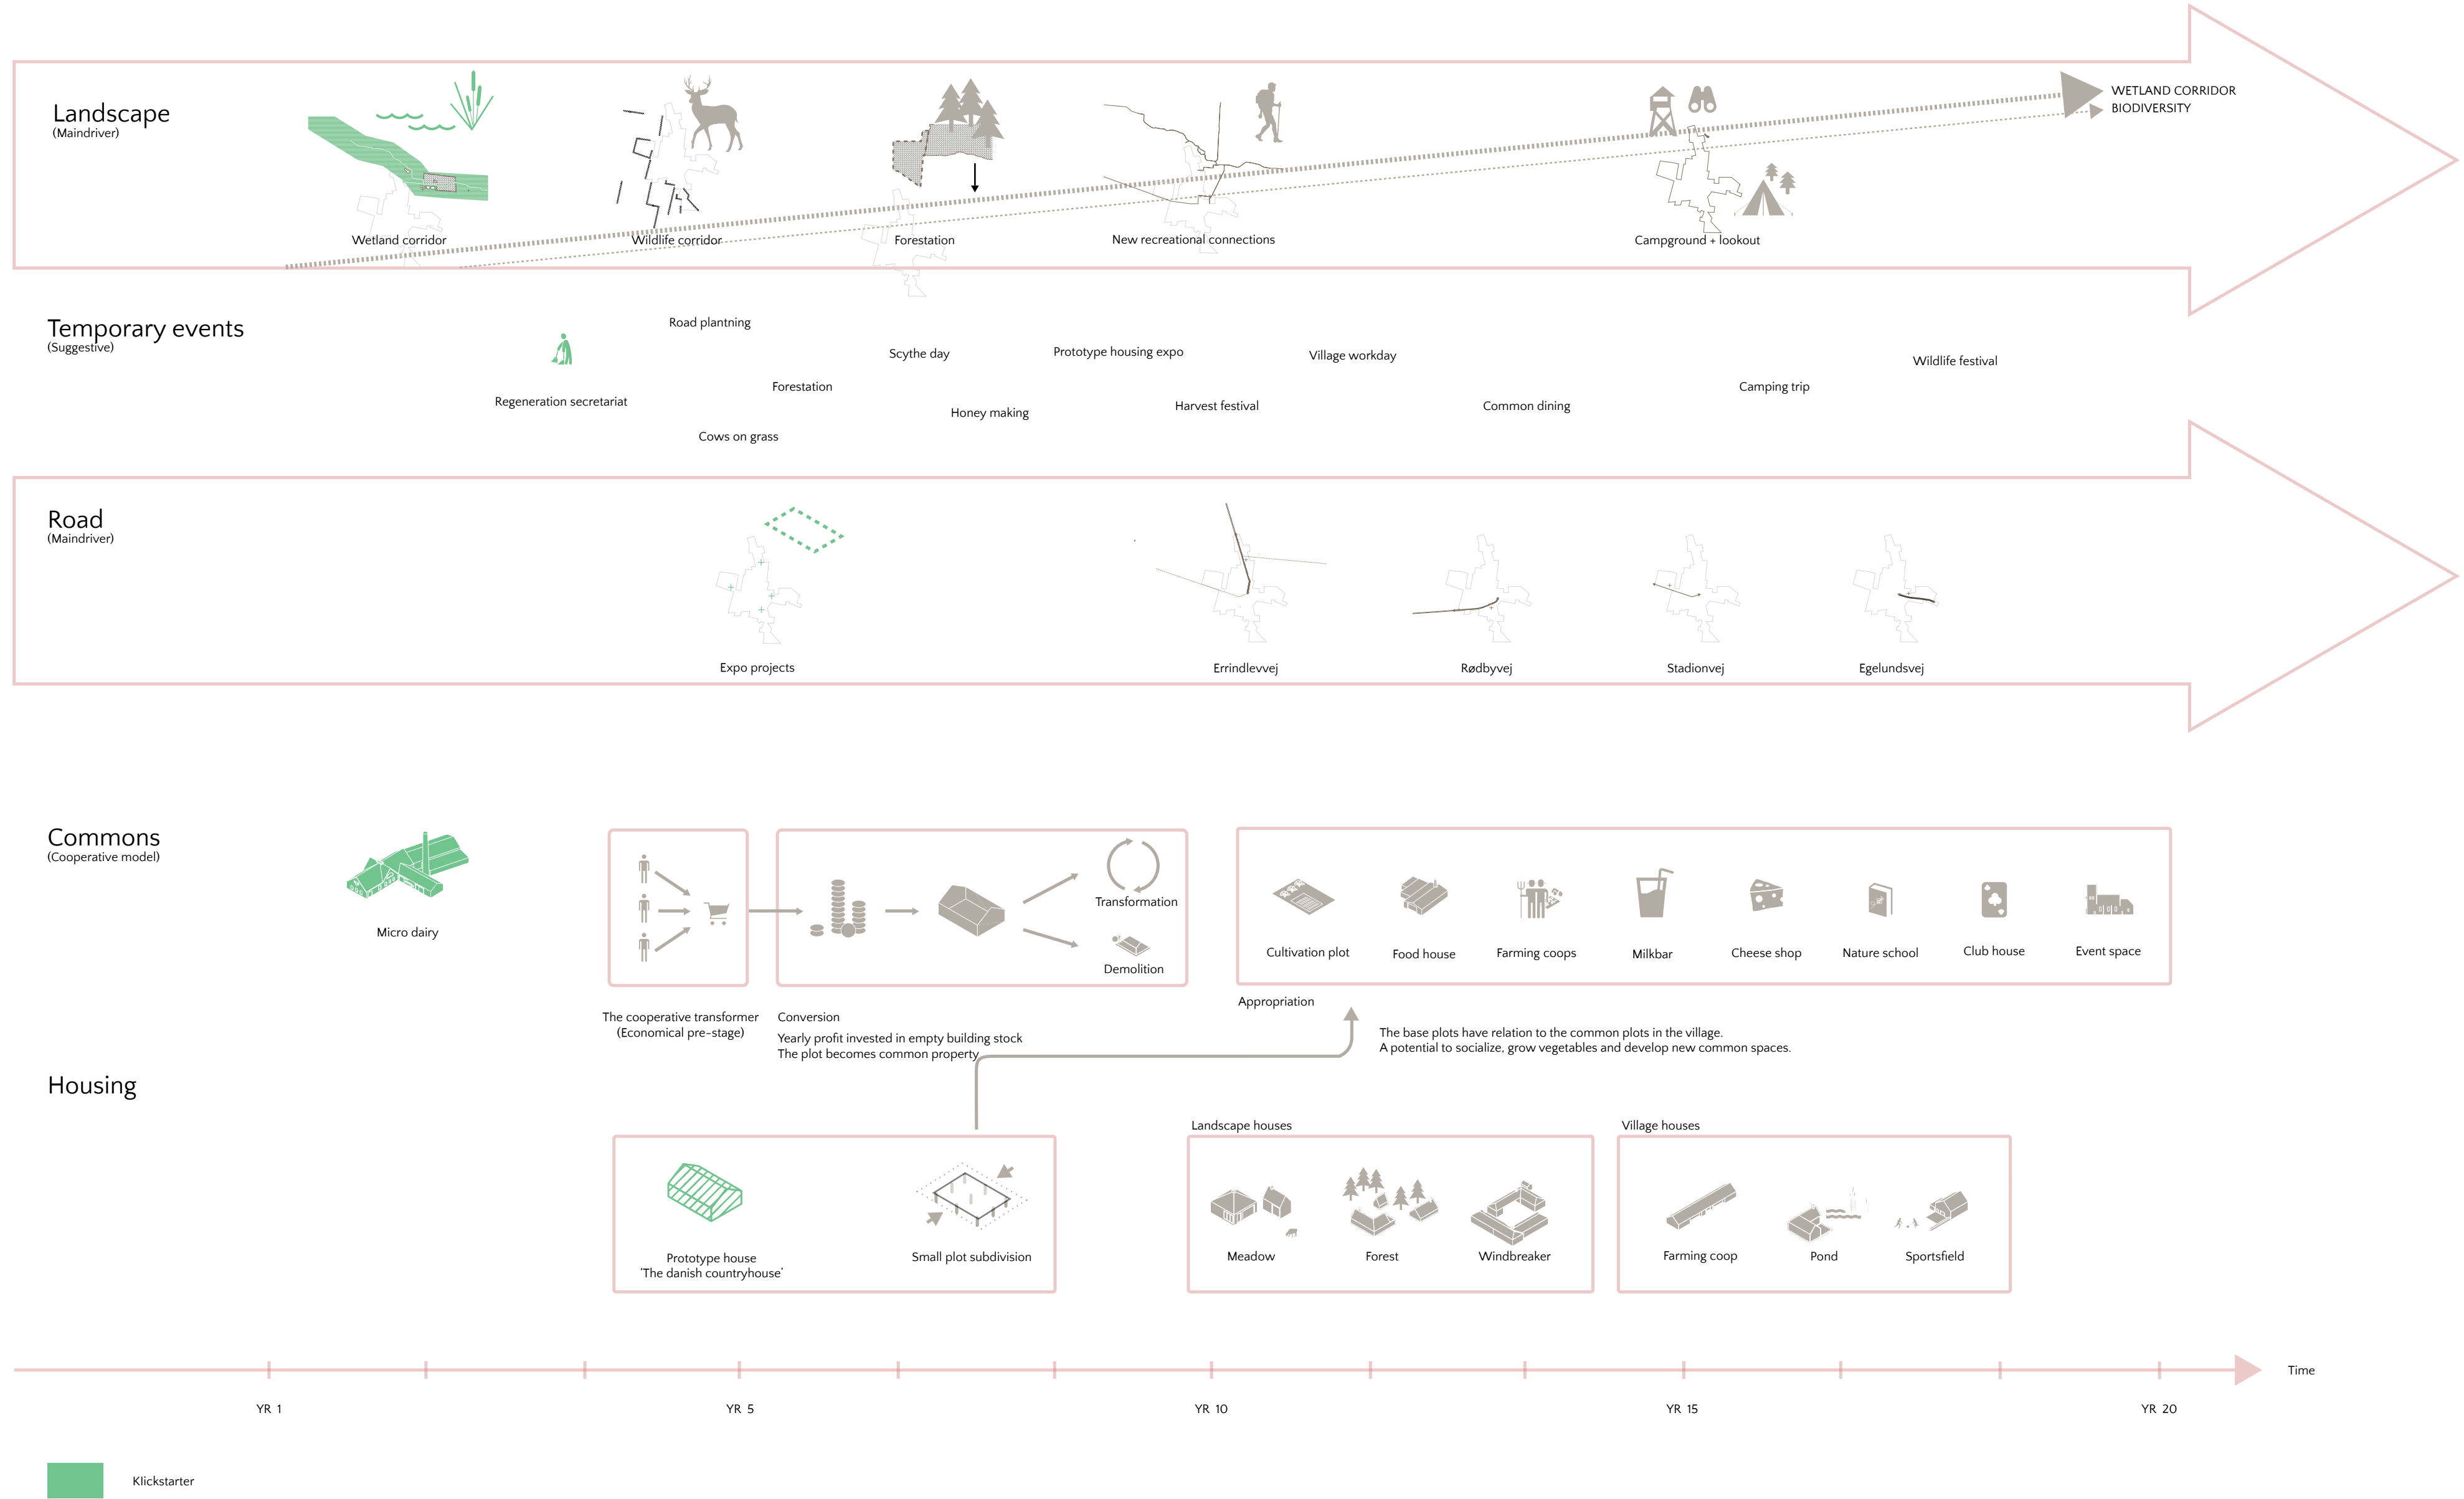 Landscape
(Maindriver)
WETLAND CORRIDOR
BIODIVERSITY
Wetland corridor
Wildlife corridor
Forestation
New recreational connections
Campground + lookout
Temporary events
(Suggestive)
Road plantning
Scythe day
Prototype housing expo
Village workday
Wildlife festival
Forestation
Camping trip
Regeneration secretariat
Honey making
Harvest festival
Common dining
Cows on grass
Road
(Maindriver)
Expo projects
Errindlevvej
Rødbyvej
Stadionvej
Egelundsvej
Commons
(Cooperative model)
Micro dairy
Transformation
Demolition
Cultivation plot
Food house
Farming coops
Milkbar
Cheese shop
Nature school
Club house
Event space
The cooperative transformer
(Economical pre-stage)
Conversion
Yearly profit invested in empty building stock
The plot becomes common property
Appropriation
The base plots have relation to the common plots in the village.
A potential to socialize, grow vegetables and develop new common spaces.
Housing
Landscape houses
Village houses
Prototype house
'The danish countryhouse'
Small plot subdivision
Meadow
Forest
Windbreaker
Farming coop
Pond
Sportsfield
Time
YR 1
YR 5
YR 10
YR 15
YR 20
KIickstarter